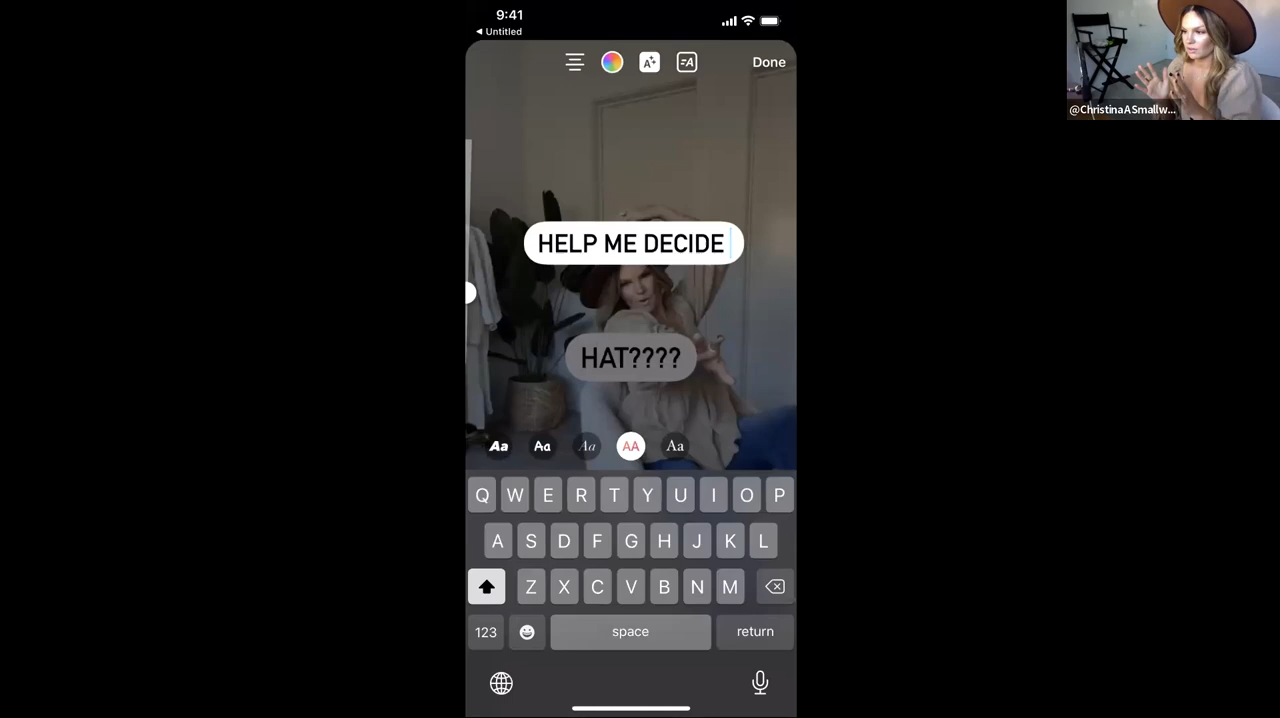 9:41
◀ Untitled
Done
@ChristinaASmallw...
HELP ME DECIDE
HAT????
Aa Aa Aa AA Aa
Q W E R T Y U I O P
A S D F G H J K L
Z X C V B N M
123 space return